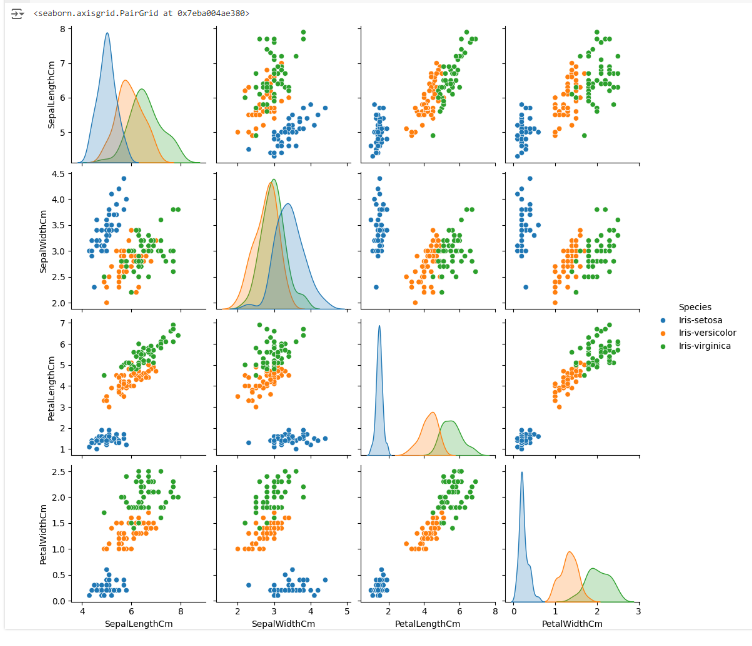 <seaborn.axisgrid.PairGrid at 0x7eba004ae380>
8
7
6
5
SepalLengthCm
4.5
4.0
3.5
3.0
2.5
2.0
SepalWidthCm
Species
Iris-setosa
Iris-versicolor
Iris-virginica
7
6
5
4
3
2
1
PetalLengthCm
2.5
2.0
1.5
1.0
0.5
0.0
PetalWidthCm
4 6 8
2 3 4 5
2 4 6 8
0 1 2 3
SepalLengthCm
SepalWidthCm
PetalLengthCm
PetalWidthCm